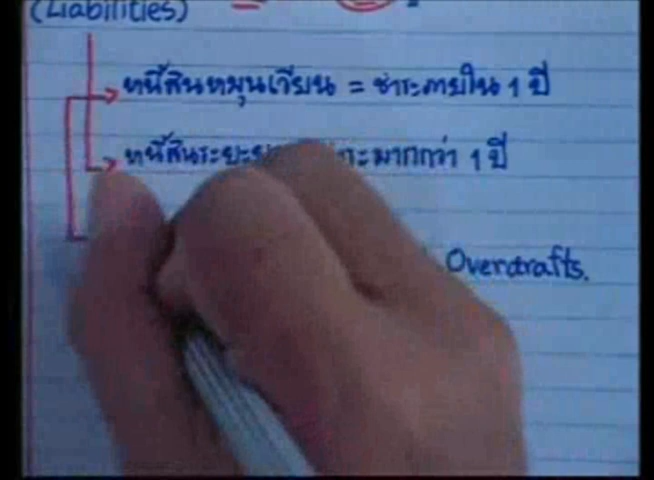 (Liabilities)
หนี้สินหมุนเวียน = ชำระภายใน 1 ปี
หนี้สินระยะ มากกว่า 1 ปี
Overdrafts.